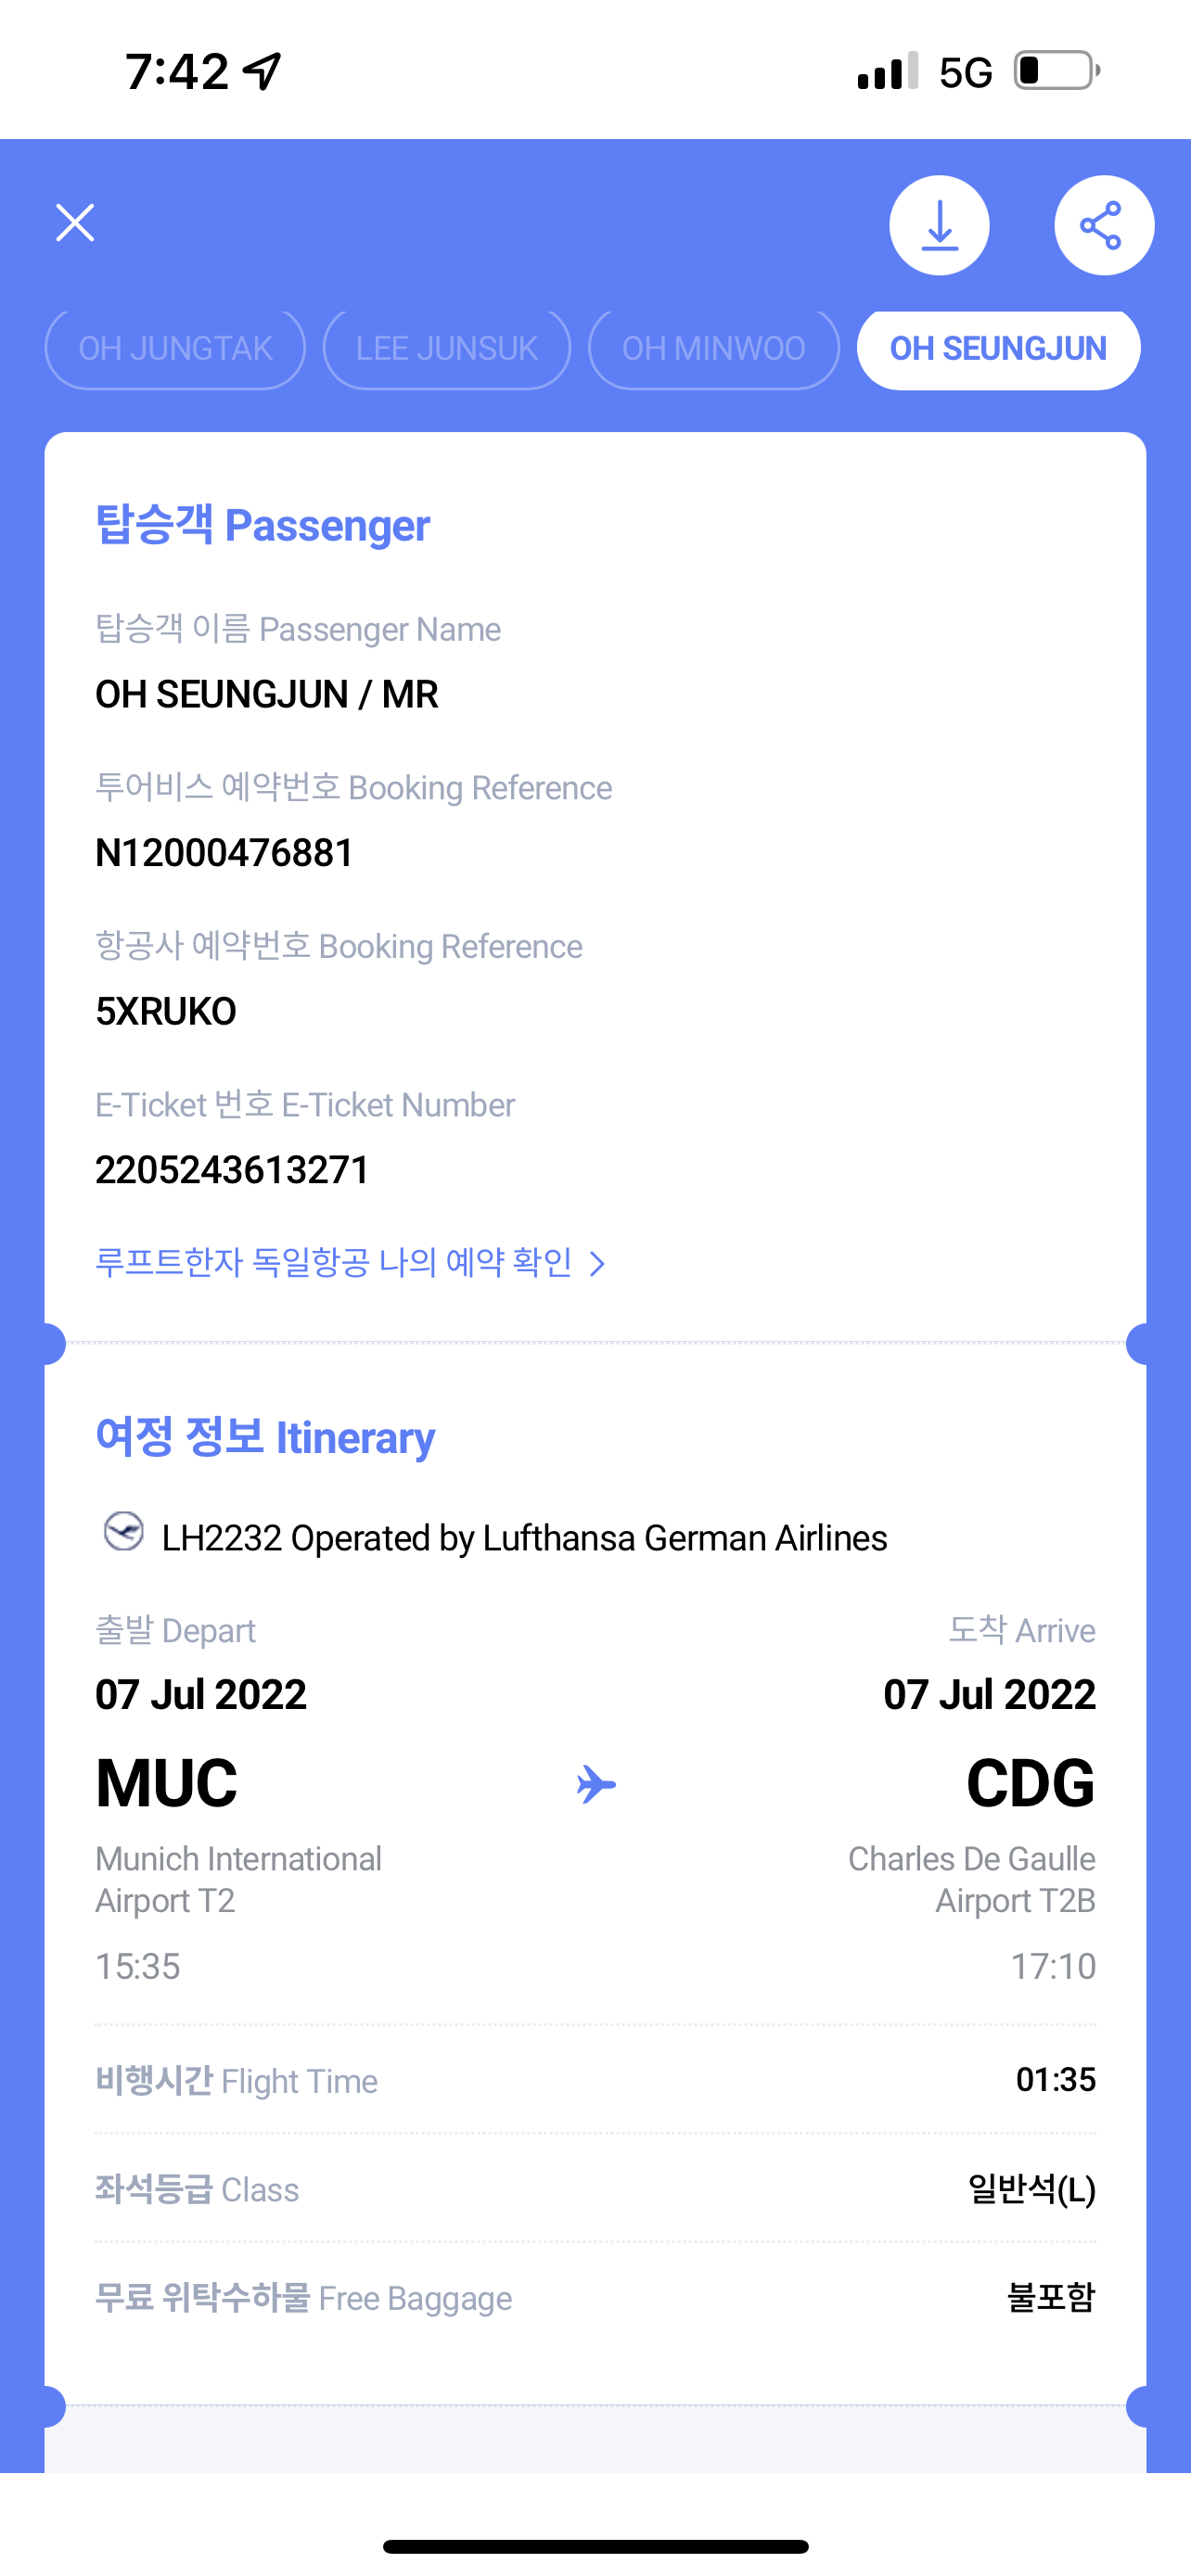 7:42 5G
OH JUNGTAK LEE JUNSUK OH MINWOO OH SEUNGJUN
탑승객 Passenger
탑승객 이름 Passenger Name
OH SEUNGJUN / MR
투어비스 예약번호 Booking Reference
N12000476881
항공사 예약번호 Booking Reference
5XRUKO
E-Ticket 번호 E-Ticket Number
2205243613271
루프트한자 독일항공 나의 예약 확인
여정 정보 Itinerary
LH2232 Operated by Lufthansa German Airlines
출발 Depart 도착 Arrive
07 Jul 2022 07 Jul 2022
MUC CDG
Munich International Charles De Gaulle
Airport T2 Airport T2B
15:35 17:10
비행시간 Flight Time 01:35
좌석등급 Class 일반석(L)
무료 위탁수하물 Free Baggage 불포함